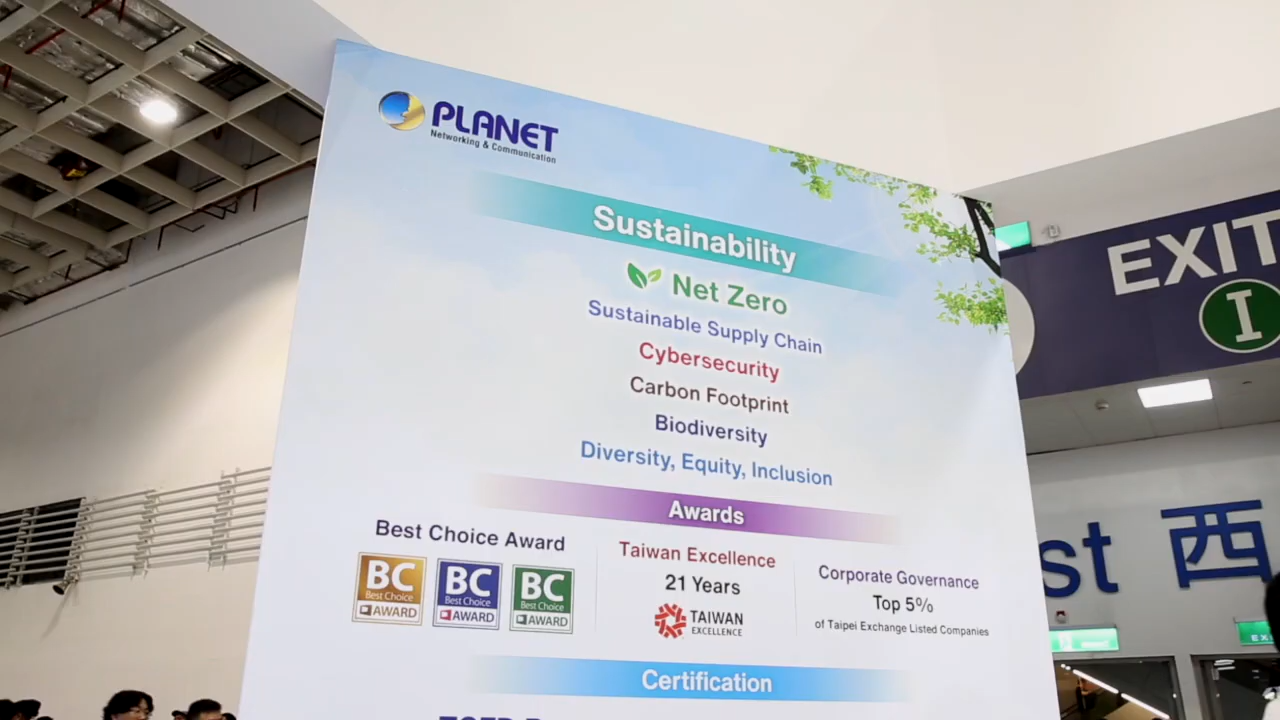 PLANET
Networking & Communication
Sustainability
Net Zero
Sustainable Supply Chain
Cybersecurity
Carbon Footprint
Biodiversity
Diversity, Equity, Inclusion
Awards
Best Choice Award
BC
Best Choice
AWARD
BC
Best Choice
AWARD
BC
Best Choice
AWARD
Taiwan Excellence
21 Years
TAIWAN
EXCELLENCE
Corporate Governance
Top 5%
of Taipei Exchange Listed Companies
Certification
EXIT
I
st 西